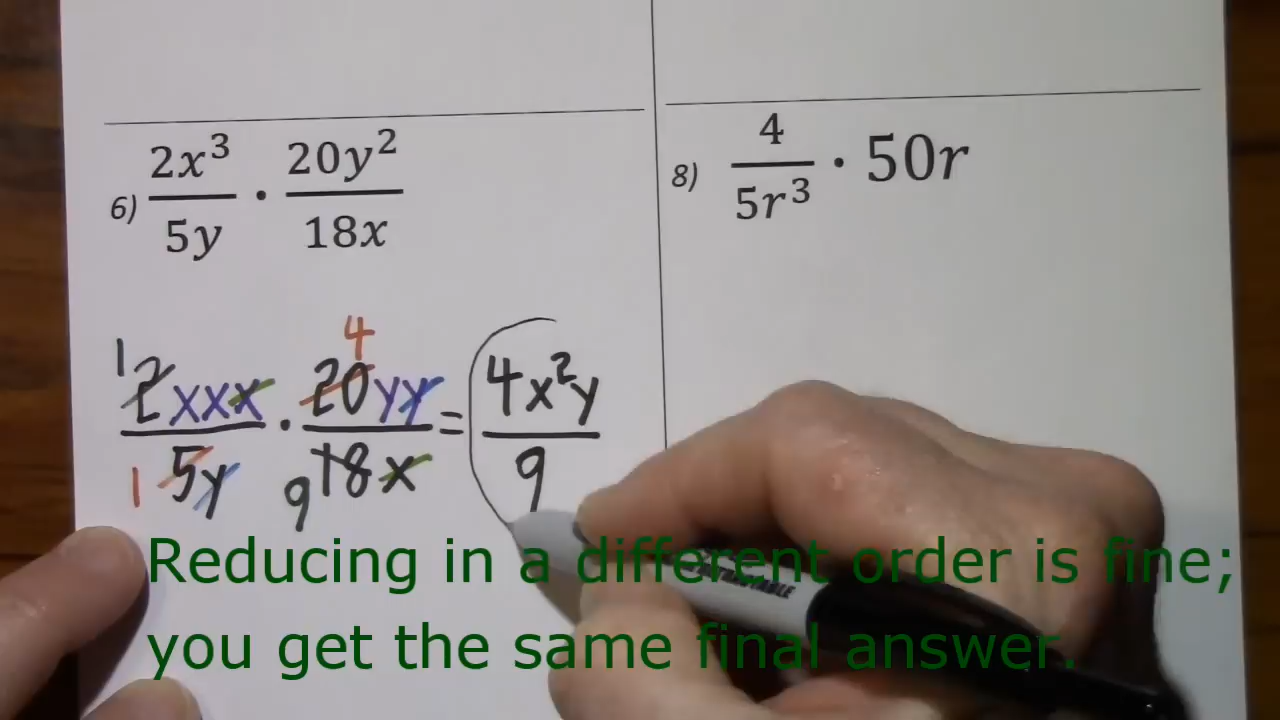 6) 2x³/5y · 20y²/18x
8) 4/5r³ · 50r
1 4
2xxx/5y · 20yy/18x = 4x²y/9
1 9
Reducing in a different order is fine;
you get the same final answer.